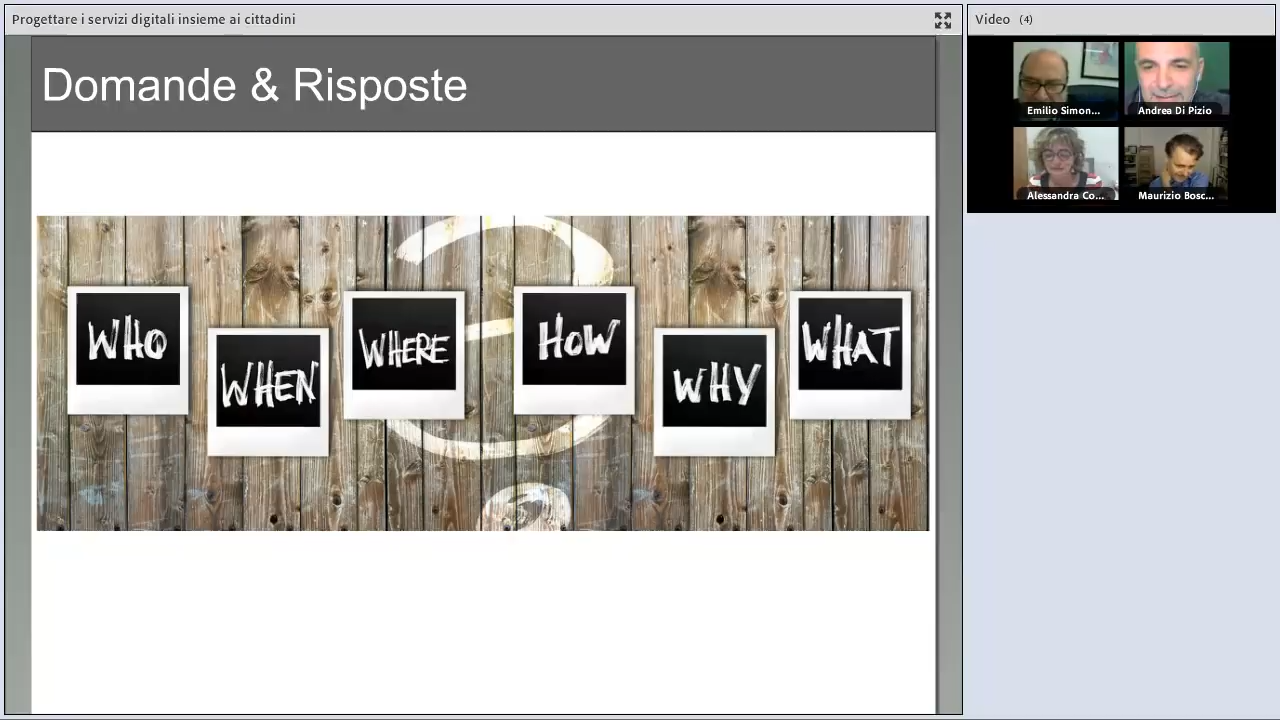 Progettare i servizi digitali insieme ai cittadini
Video (4)
Domande & Risposte
Emilio Simon...
Andrea Di Pizio
Alessandra Co...
Maurizio Bosc...
WHO
WHEN
WHERE
HOW
WHY
WHAT